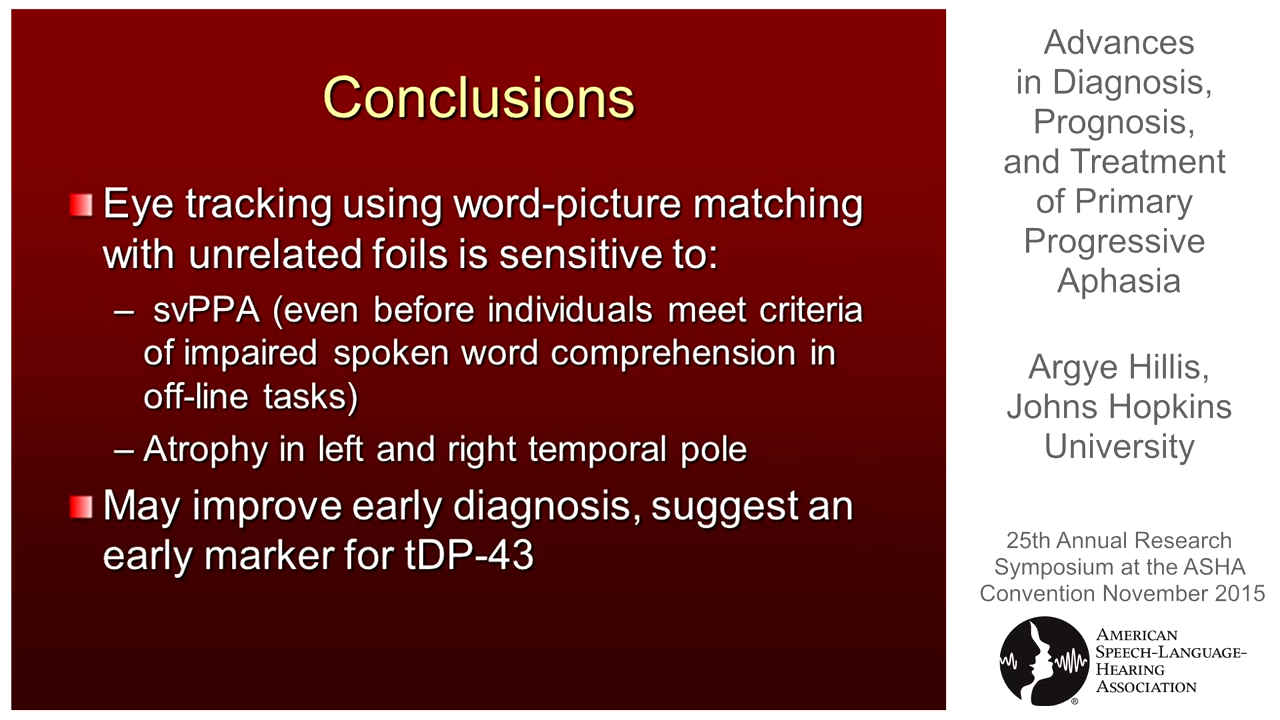 Conclusions
Eye tracking using word-picture matching
with unrelated foils is sensitive to:
– svPPA (even before individuals meet criteria
of impaired spoken word comprehension in
off-line tasks)
– Atrophy in left and right temporal pole
May improve early diagnosis, suggest an
early marker for tDP-43
Advances
in Diagnosis,
Prognosis,
and Treatment
of Primary
Progressive
Aphasia
Argye Hillis,
Johns Hopkins
University
25th Annual Research
Symposium at the ASHA
Convention November 2015
AMERICAN
SPEECH-LANGUAGE-
HEARING
ASSOCIATION
®